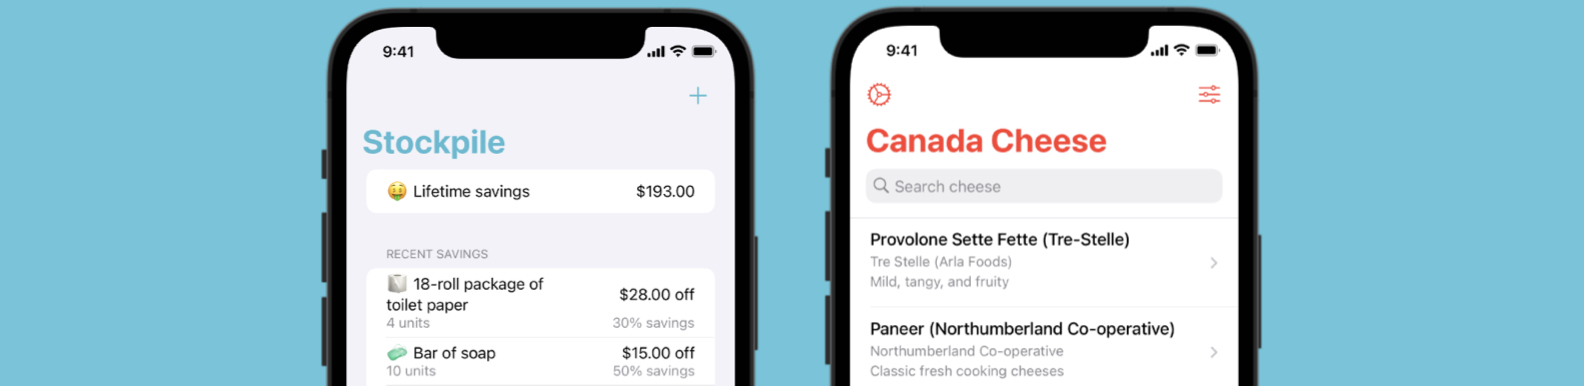 9:41
Stockpile
Lifetime savings $193.00
RECENT SAVINGS
18-roll package of
toilet paper
$28.00 off
4 units 30% savings
Bar of soap $15.00 off
10 units 50% savings
9:41
Canada Cheese
Search cheese
Provolone Sette Fette (Tre-Stelle)
Tre Stelle (Arla Foods)
Mild, tangy, and fruity
Paneer (Northumberland Co-operative)
Northumberland Co-operative
Classic fresh cooking cheeses